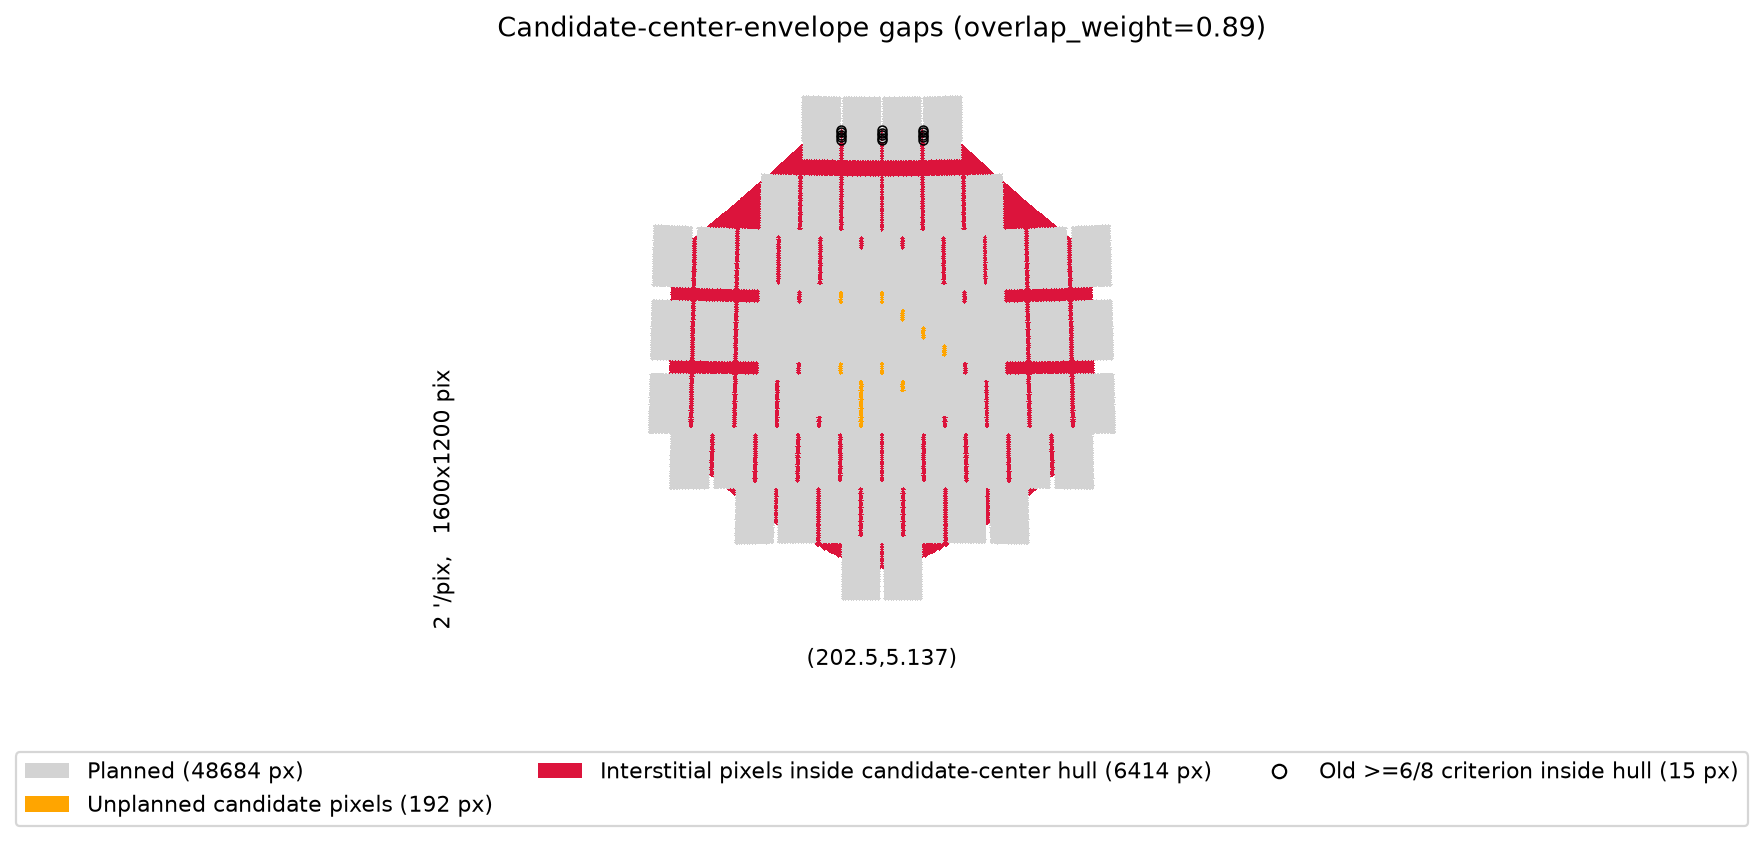 Candidate-center-envelope gaps (overlap_weight=0.89)
2 '/pix,   1600x1200 pix
(202.5,5.137)
Planned (48684 px)
Unplanned candidate pixels (192 px)
Interstitial pixels inside candidate-center hull (6414 px)
Old >=6/8 criterion inside hull (15 px)